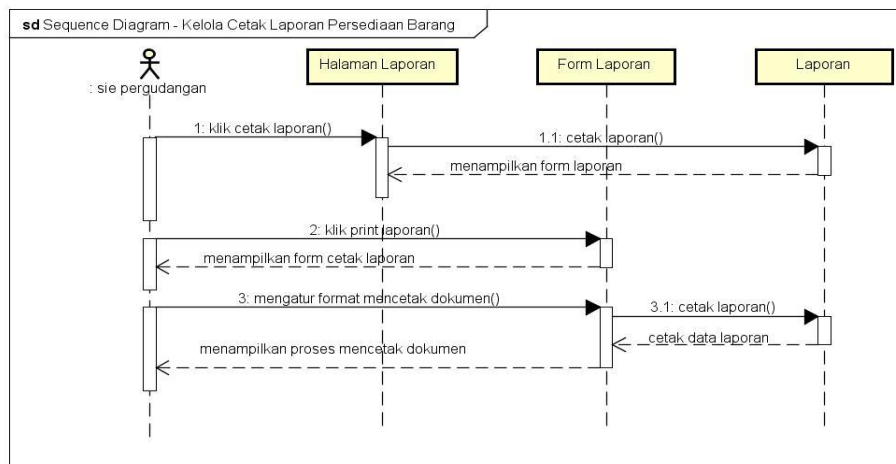 sd Sequence Diagram - Kelola Cetak Laporan Persediaan Barang
: sie pergudangan
Halaman Laporan
Form Laporan
Laporan
1: klik cetak laporan()
1.1: cetak laporan()
menampilkan form laporan
2: klik print laporan()
menampilkan form cetak laporan
3: mengatur format mencetak dokumen()
3.1: cetak laporan()
cetak data laporan
menampilkan proses mencetak dokumen